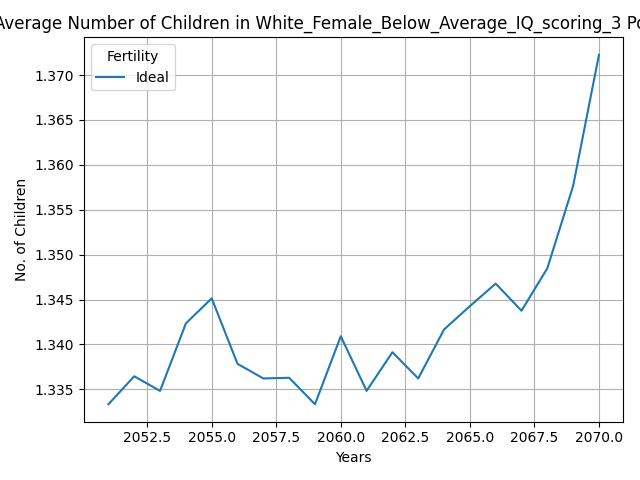 Average Number of Children in White_Female_Below_Average_IQ_scoring_3 Po
Fertility
Ideal
1.370
1.365
1.360
1.355
1.350
1.345
1.340
1.335
No. of Children
2052.5 2055.0 2057.5 2060.0 2062.5 2065.0 2067.5 2070.0
Years